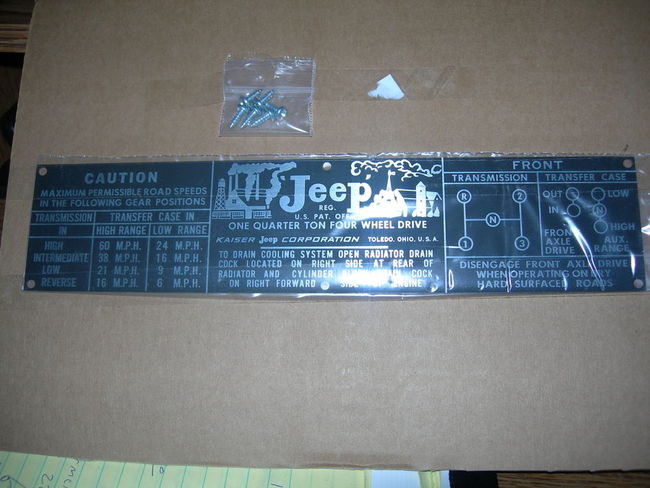 CAUTION
MAXIMUM PERMISSIBLE ROAD SPEEDS
IN THE FOLLOWING GEAR POSITIONS
TRANSMISSION TRANSFER CASE IN
IN HIGH RANGE LOW RANGE
HIGH 60 M.P.H. 24 M.P.H.
INTERMEDIATE 38 M.P.H. 16 M.P.H.
LOW 21 M.P.H. 9 M.P.H.
REVERSE 16 M.P.H. 6 M.P.H.
"Jeep"
REG.
U.S. PAT. OFF.
ONE QUARTER TON FOUR WHEEL DRIVE
KAISER Jeep CORPORATION TOLEDO, OHIO, U.S.A.
TO DRAIN COOLING SYSTEM OPEN RADIATOR DRAIN
COCK LOCATED ON RIGHT SIDE AT REAR OF
RADIATOR AND CYLINDER COCK
ON RIGHT FORWARD SIDE OF ENGINE
FRONT
TRANSMISSION TRANSFER CASE
R 2 OUT LOW
N IN N
1 3 FRONT HIGH
AXLE AUX.
DRIVE RANGE
DISENGAGE FRONT AXLE DRIVE
WHEN OPERATING ON DRY
HARD SURFACED ROADS